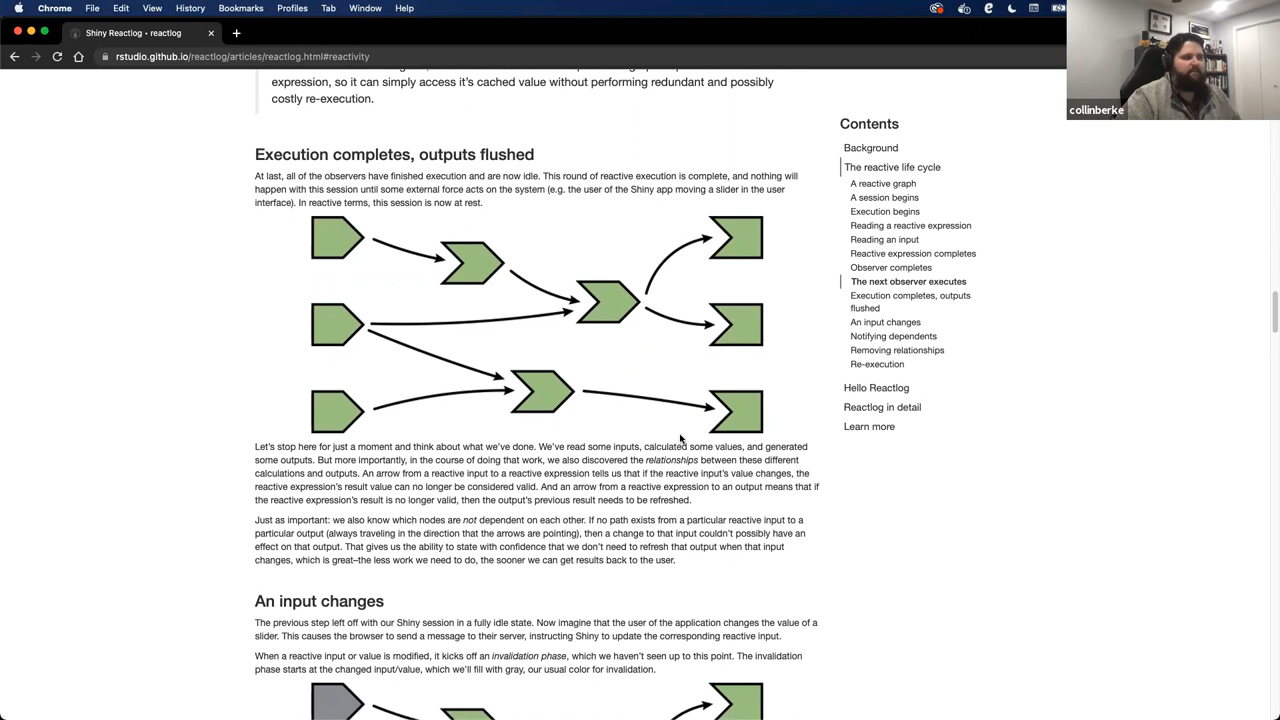 Chrome File Edit View History Bookmarks Profiles Tab Window Help
Shiny Reactlog • reactlog
rstudio.github.io/reactlog/articles/reactlog.html#reactivity
collinberke
expression, so it can simply access it's cached value without performing redundant and possibly
costly re-execution.
Execution completes, outputs flushed
At last, all of the observers have finished execution and are now idle. This round of reactive execution is complete, and nothing will
happen with this session until some external force acts on the system (e.g. the user of the Shiny app moving a slider in the user
interface). In reactive terms, this session is now at rest.
Let's stop here for just a moment and think about what we've done. We've read some inputs, calculated some values, and generated
some outputs. But more importantly, in the course of doing that work, we also discovered the relationships between these different
calculations and outputs. An arrow from a reactive input to a reactive expression tells us that if the reactive input's value changes, the
reactive expression's result value can no longer be considered valid. And an arrow from a reactive expression to an output means that if
the reactive expression's result is no longer valid, then the output's previous result needs to be refreshed.
Just as important: we also know which nodes are not dependent on each other. If no path exists from a particular reactive input to a
particular output (always traveling in the direction that the arrows are pointing), then a change to that input couldn't possibly have an
effect on that output. That gives us the ability to state with confidence that we don't need to refresh that output when that input
changes, which is great–the less work we need to do, the sooner we can get results back to the user.
An input changes
The previous step left off with our Shiny session in a fully idle state. Now imagine that the user of the application changes the value of a
slider. This causes the browser to send a message to their server, instructing Shiny to update the corresponding reactive input.
When a reactive input or value is modified, it kicks off an invalidation phase, which we haven't seen up to this point. The invalidation
phase starts at the changed input/value, which we'll fill with gray, our usual color for invalidation.
Contents
Background
The reactive life cycle
A reactive graph
A session begins
Execution begins
Reading a reactive expression
Reading an input
Reactive expression completes
Observer completes
The next observer executes
Execution completes, outputs
flushed
An input changes
Notifying dependents
Removing relationships
Re-execution
Hello Reactlog
Reactlog in detail
Learn more